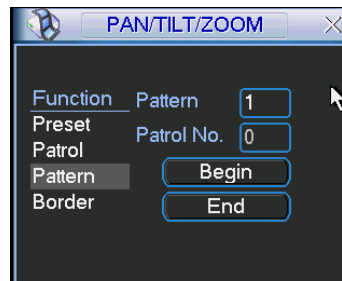 PAN/TILT/ZOOM
Function
Preset
Patrol
Pattern
Border
Pattern 1
Patrol No. 0
Begin
End